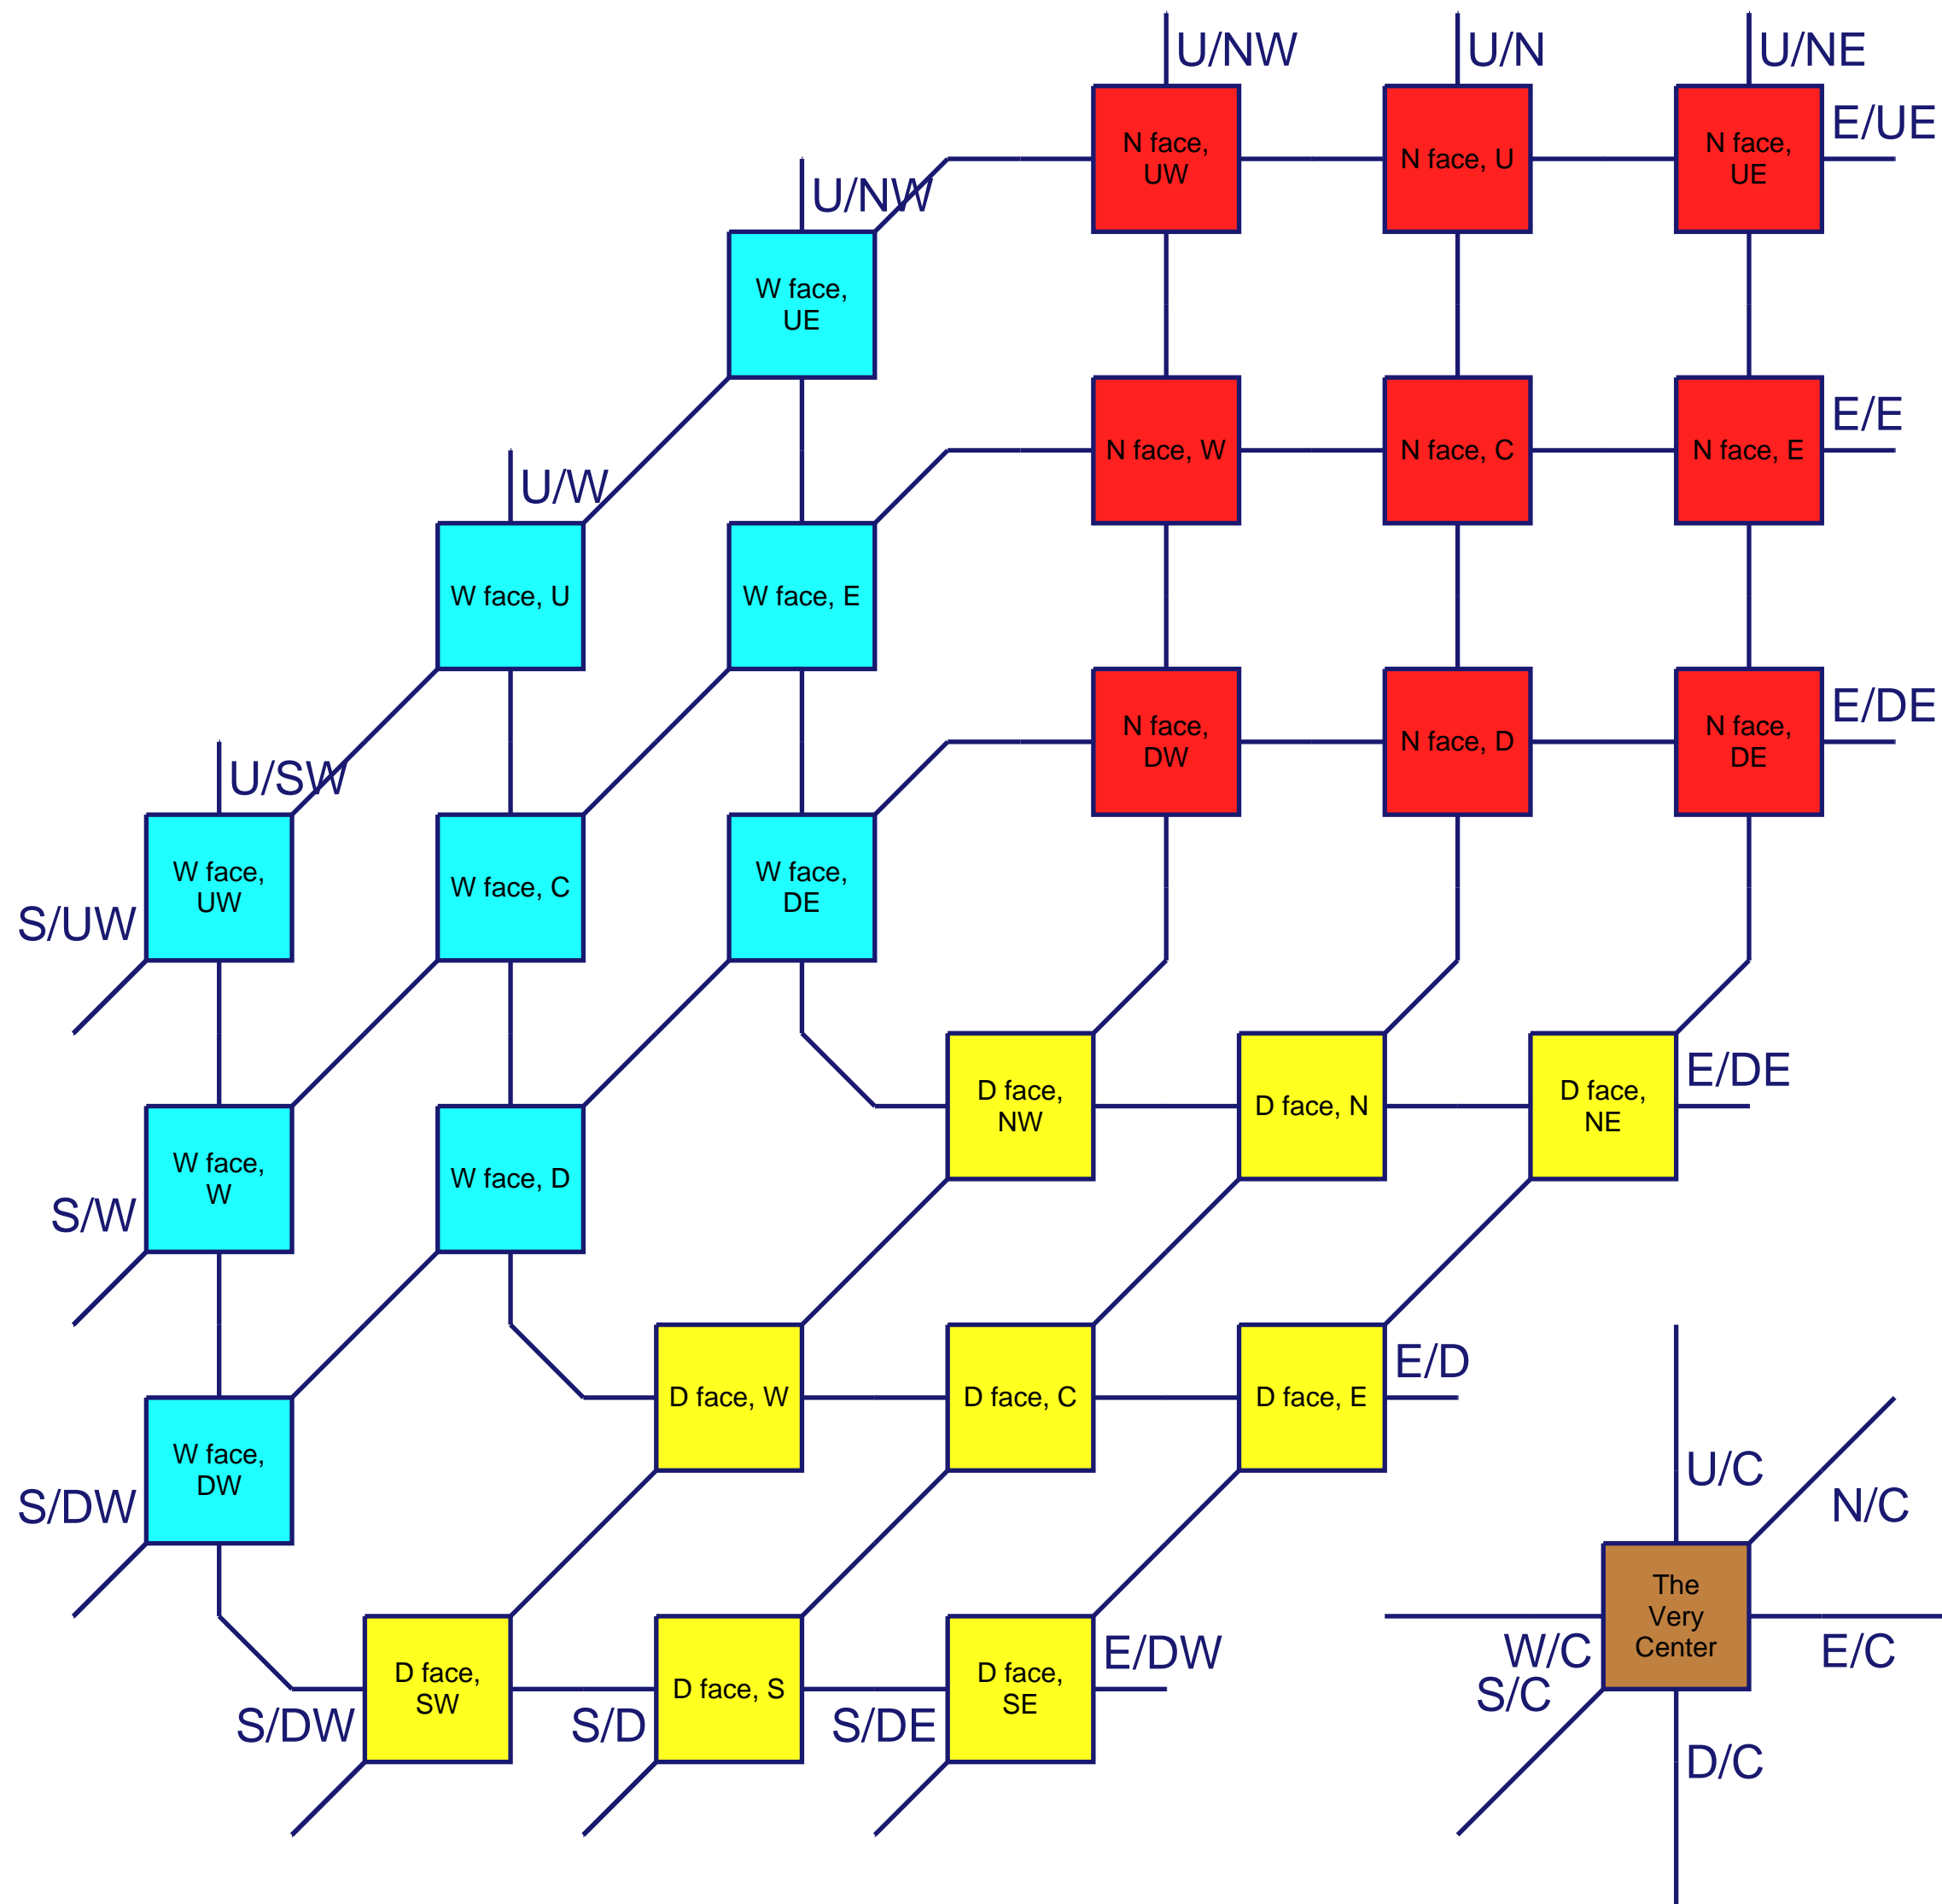 U/NW
U/N
U/NE
N face,
UW
N face, U
N face,
UE
E/UE
U/NW
W face,
UE
N face, W
N face, C
N face, E
E/E
U/W
W face, U
W face, E
N face,
DW
N face, D
N face,
DE
E/DE
U/SW
W face,
UW
W face, C
W face,
DE
S/UW
D face,
NW
D face, N
D face,
NE
E/DE
W face,
W
W face, D
S/W
D face, W
D face, C
D face, E
E/D
W face,
DW
S/DW
U/C
N/C
The
Very
Center
W/C
E/C
S/C
D/C
D face,
SW
D face, S
D face,
SE
E/DW
S/DW
S/D
S/DE